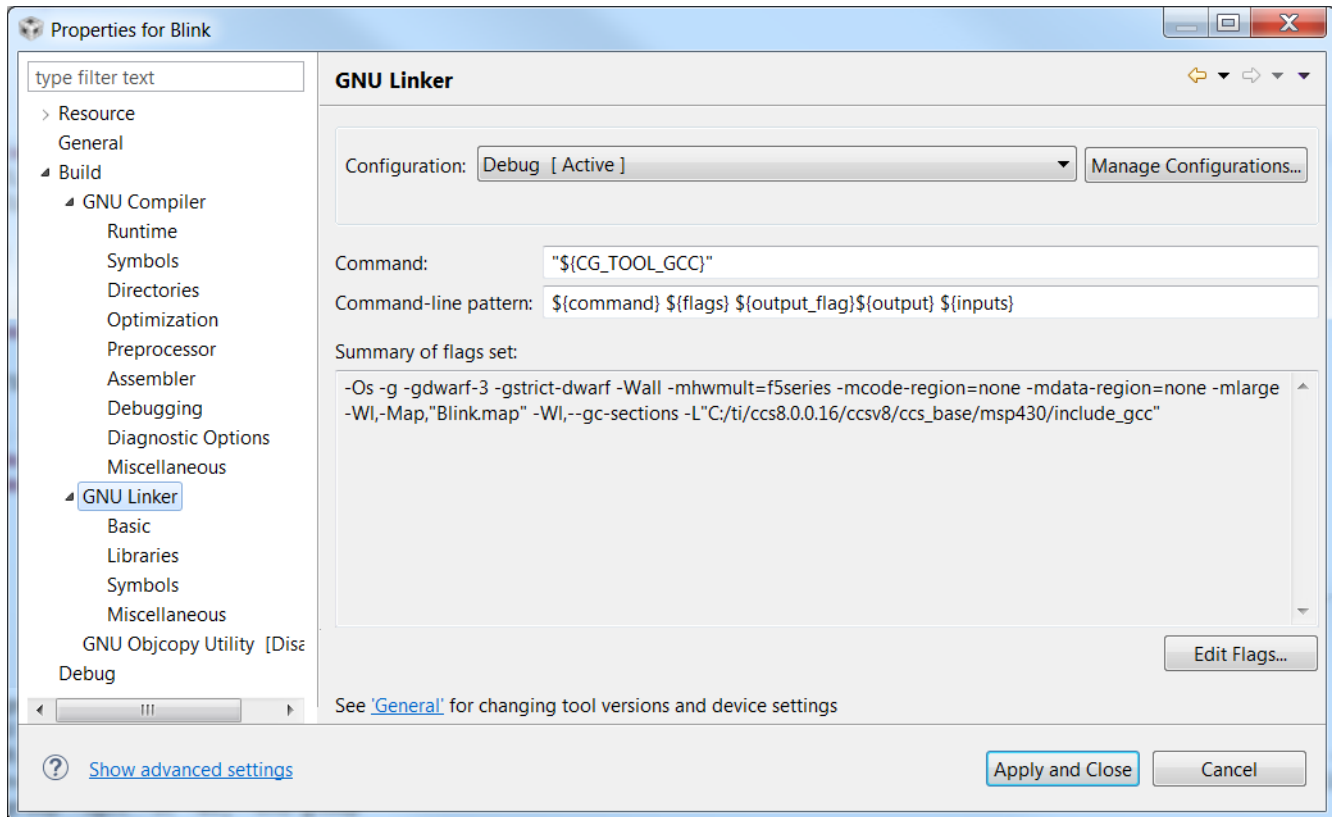 Properties for Blink
type filter text
Resource
General
Build
GNU Compiler
Runtime
Symbols
Directories
Optimization
Preprocessor
Assembler
Debugging
Diagnostic Options
Miscellaneous
GNU Linker
Basic
Libraries
Symbols
Miscellaneous
GNU Objcopy Utility [Disa
Debug
GNU Linker
Configuration: Debug [ Active ] Manage Configurations...
Command: "${CG_TOOL_GCC}"
Command-line pattern: ${command} ${flags} ${output_flag}${output} ${inputs}
Summary of flags set:
-Os -g -gdwarf-3 -gstrict-dwarf -Wall -mhwmult=f5series -mcode-region=none -mdata-region=none -mlarge
-Wl,-Map,"Blink.map" -Wl,--gc-sections -L"C:/ti/ccs8.0.0.16/ccsv8/ccs_base/msp430/include_gcc"
Edit Flags...
See 'General' for changing tool versions and device settings
Show advanced settings
Apply and Close Cancel